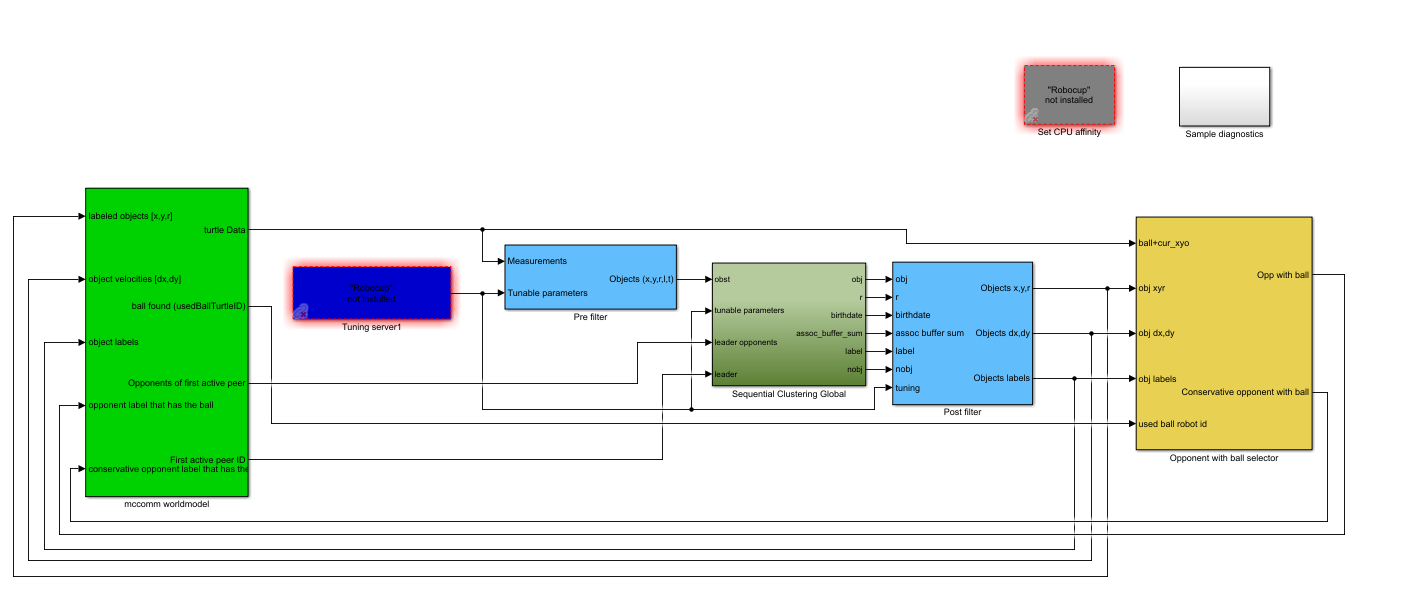 "Robocup"
not installed
Set CPU affinity
Sample diagnostics
labeled objects [x,y,r]
turtle Data
object velocities [dx,dy]
ball found (usedBallTurtleID)
object labels
Opponents of first active peer
opponent label that has the ball
First active peer ID
conservative opponent label that has the
mccomm worldmodel
"Robocup"
not installed
Tuning server1
Measurements
Objects (x,y,r,l,t)
Tunable parameters
Pre filter
obst
tunable parameters
leader opponents
leader
obj
r
birthdate
assoc_buffer_sum
label
nobj
Sequential Clustering Global
obj
r
birthdate
assoc buffer sum
label
nobj
tuning
Objects x,y,r
Objects dx,dy
Objects labels
Post filter
ball+cur_xyo
obj xyr
obj dx,dy
obj labels
used ball robot id
Opp with ball
Conservative opponent with ball
Opponent with ball selector